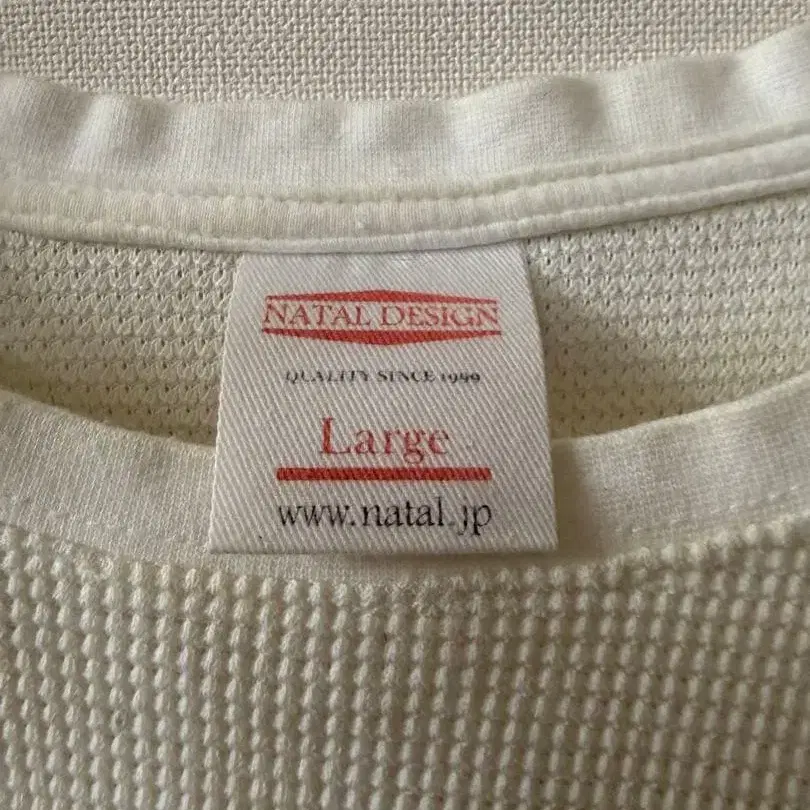 NATAL DESIGN
QUALITY SINCE 1999
Large
www.natal.jp